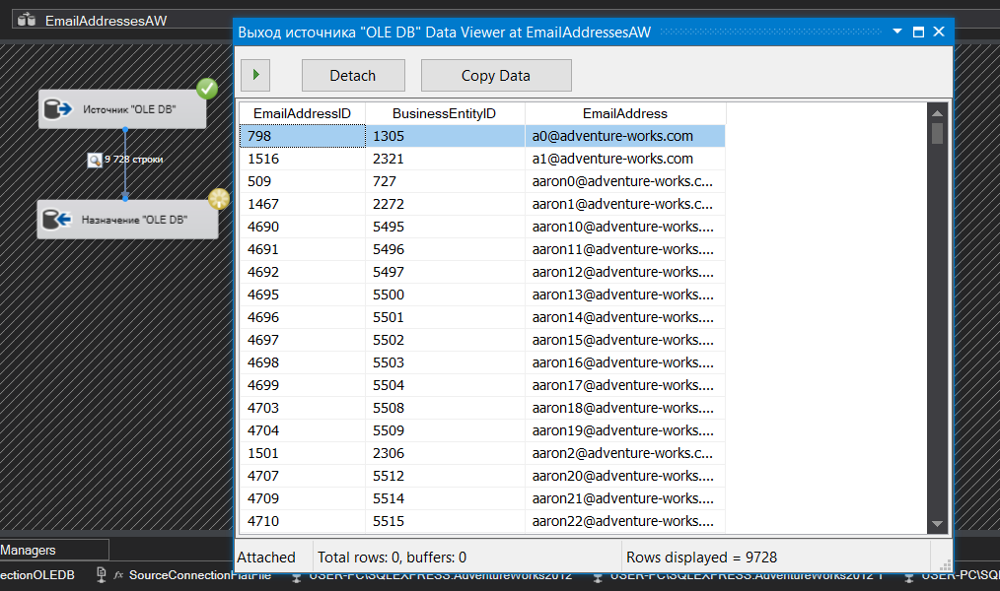 EmailAddressesAW
Выход источника "OLE DB" Data Viewer at EmailAddressesAW
Detach
Copy Data
Источник "OLE DB"
9 728 строки
Назначение "OLE DB"
EmailAddressID BusinessEntityID EmailAddress
798 1305 a0@adventure-works.com
1516 2321 a1@adventure-works.com
509 727 aaron0@adventure-works.c...
1467 2272 aaron1@adventure-works.c...
4690 5495 aaron10@adventure-works....
4691 5496 aaron11@adventure-works....
4692 5497 aaron12@adventure-works....
4695 5500 aaron13@adventure-works....
4696 5501 aaron14@adventure-works....
4697 5502 aaron15@adventure-works....
4698 5503 aaron16@adventure-works....
4699 5504 aaron17@adventure-works....
4703 5508 aaron18@adventure-works....
4704 5509 aaron19@adventure-works....
1501 2306 aaron2@adventure-works.c...
4707 5512 aaron20@adventure-works....
4709 5514 aaron21@adventure-works....
4710 5515 aaron22@adventure-works....
Attached Total rows: 0, buffers: 0 Rows displayed = 9728
Managers
ectionOLEDB fx SourceConnectionFlatFile USER-PC\SQLEXPRESS.AdventureWorks2012 USER-PC\SQLEXPRESS.AdventureWorks2012 1 USER-PC\SQL